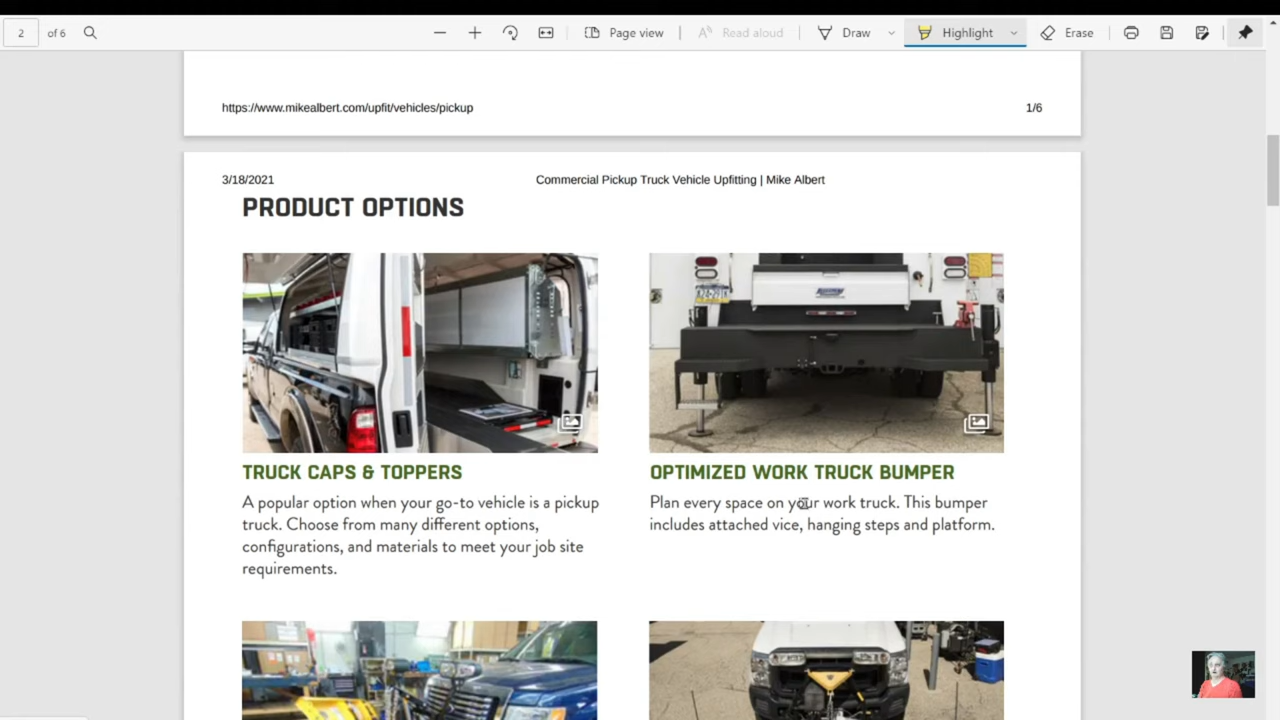 2 of 6
Page view
Read aloud
Draw
Highlight
Erase
https://www.mikealbert.com/upfit/vehicles/pickup
1/6
3/18/2021
Commercial Pickup Truck Vehicle Upfitting | Mike Albert
PRODUCT OPTIONS
TRUCK CAPS & TOPPERS
A popular option when your go-to vehicle is a pickup
truck. Choose from many different options,
configurations, and materials to meet your job site
requirements.
OPTIMIZED WORK TRUCK BUMPER
Plan every space on your work truck. This bumper
includes attached vice, hanging steps and platform.